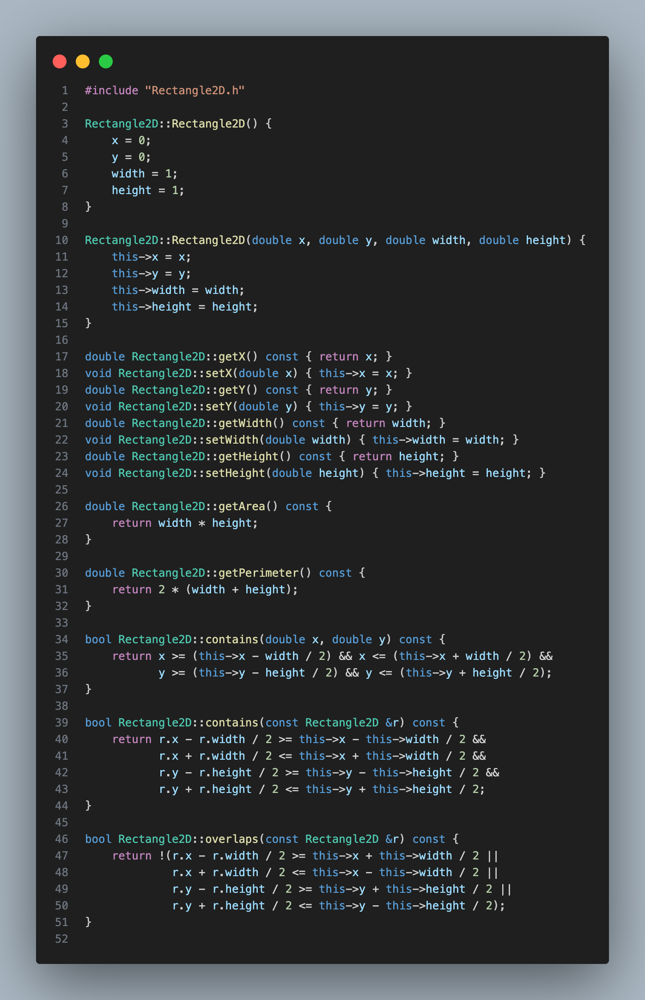 1 #include "Rectangle2D.h"
2
3 Rectangle2D::Rectangle2D() {
4     x = 0;
5     y = 0;
6     width = 1;
7     height = 1;
8 }
9
10 Rectangle2D::Rectangle2D(double x, double y, double width, double height) {
11     this->x = x;
12     this->y = y;
13     this->width = width;
14     this->height = height;
15 }
16
17 double Rectangle2D::getX() const { return x; }
18 void Rectangle2D::setX(double x) { this->x = x; }
19 double Rectangle2D::getY() const { return y; }
20 void Rectangle2D::setY(double y) { this->y = y; }
21 double Rectangle2D::getWidth() const { return width; }
22 void Rectangle2D::setWidth(double width) { this->width = width; }
23 double Rectangle2D::getHeight() const { return height; }
24 void Rectangle2D::setHeight(double height) { this->height = height; }
25
26 double Rectangle2D::getArea() const {
27     return width * height;
28 }
29
30 double Rectangle2D::getPerimeter() const {
31     return 2 * (width + height);
32 }
33
34 bool Rectangle2D::contains(double x, double y) const {
35     return x >= (this->x - width / 2) && x <= (this->x + width / 2) &&
36            y >= (this->y - height / 2) && y <= (this->y + height / 2);
37 }
38
39 bool Rectangle2D::contains(const Rectangle2D &r) const {
40     return r.x - r.width / 2 >= this->x - this->width / 2 &&
41            r.x + r.width / 2 <= this->x + this->width / 2 &&
42            r.y - r.height / 2 >= this->y - this->height / 2 &&
43            r.y + r.height / 2 <= this->y + this->height / 2;
44 }
45
46 bool Rectangle2D::overlaps(const Rectangle2D &r) const {
47     return !(r.x - r.width / 2 >= this->x + this->width / 2 ||
48              r.x + r.width / 2 <= this->x - this->width / 2 ||
49              r.y - r.height / 2 >= this->y + this->height / 2 ||
50              r.y + r.height / 2 <= this->y - this->height / 2);
51 }
52